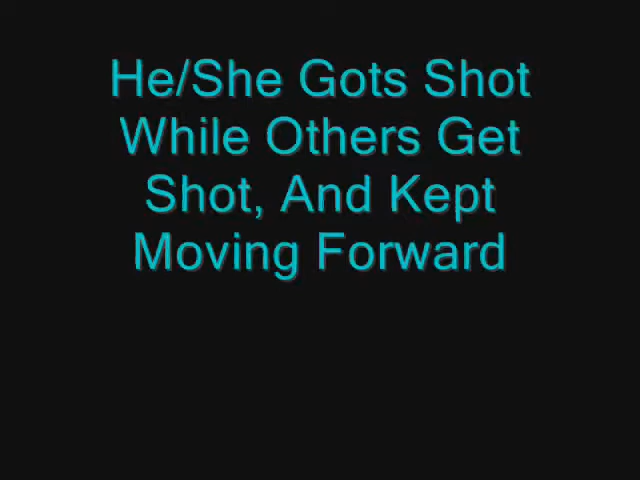 He/She Gots Shot
While Others Get
Shot, And Kept
Moving Forward